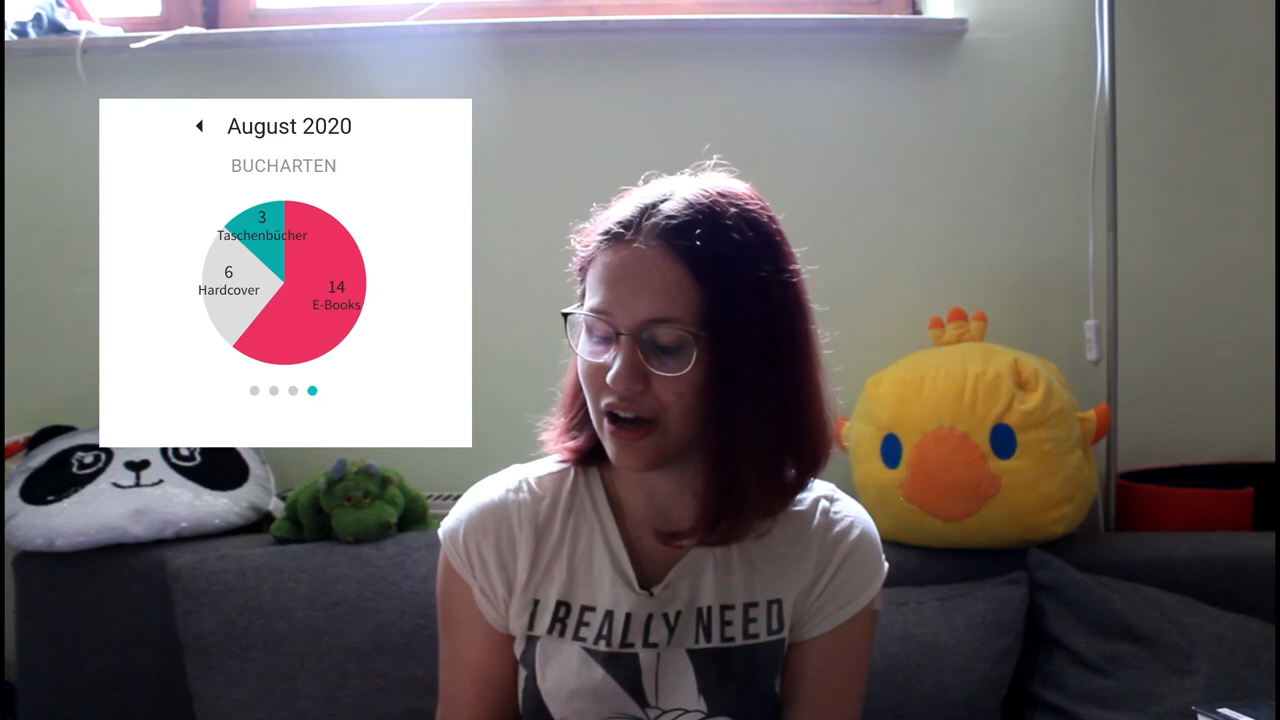 August 2020
BUCHARTEN
3
Taschenbücher
6
Hardcover
14
E-Books
I REALLY NEED